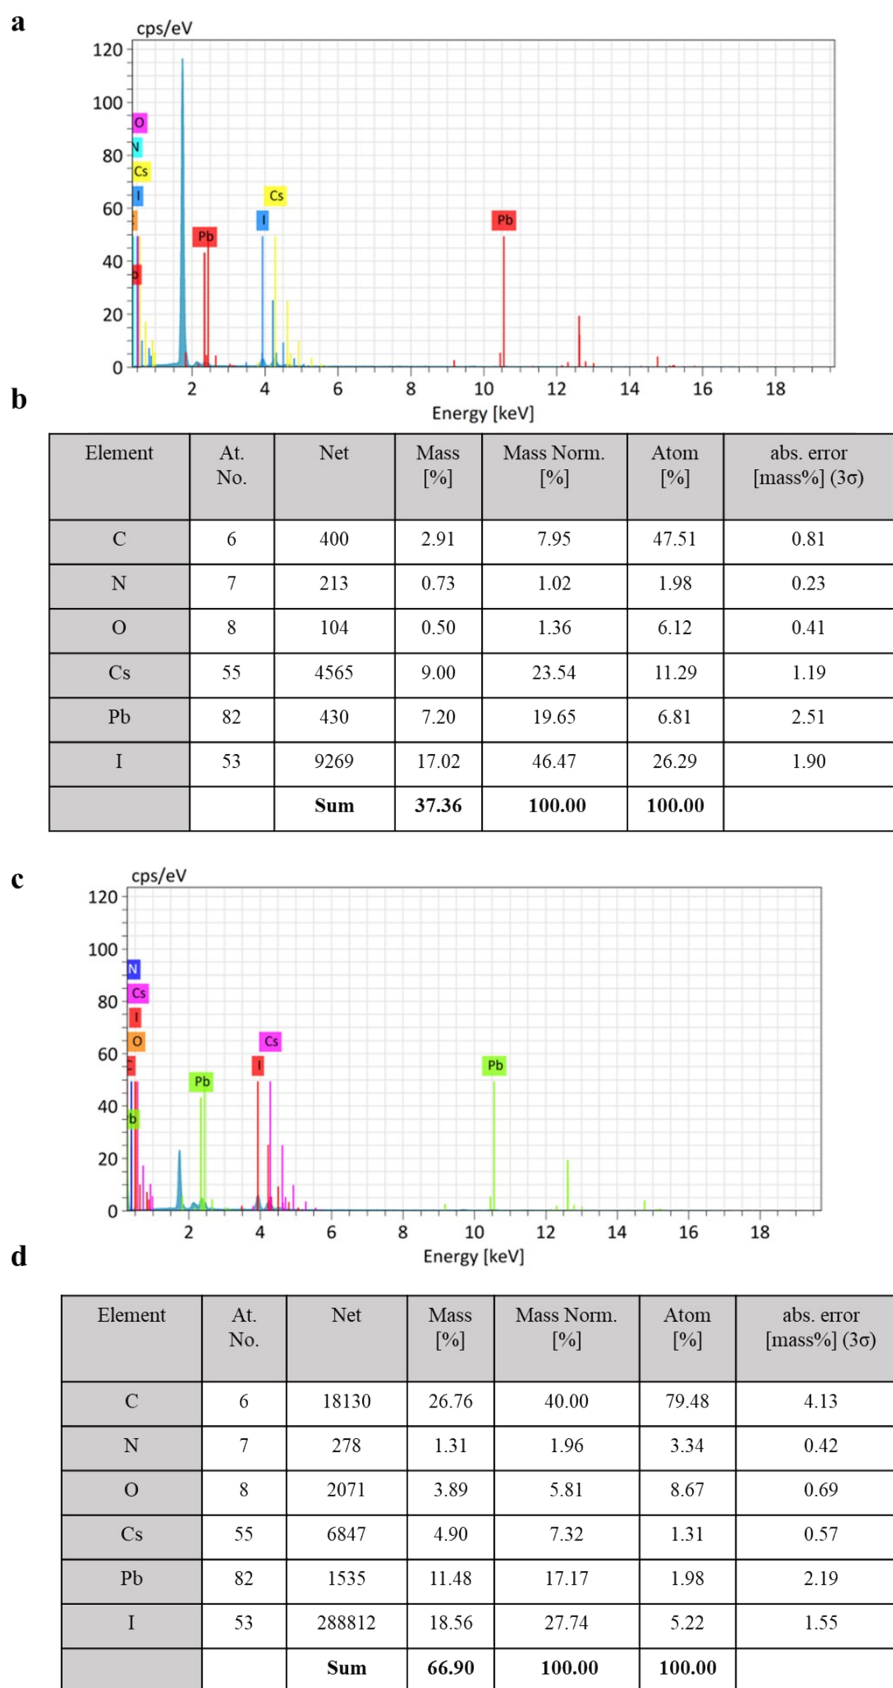 a
cps/eV
120
100
80
60
40
20
0
O
N
Cs
I
Pb
I
Cs
Pb
2 4 6 8 10 12 14 16 18
Energy [keV]
b
Element At. No. Net Mass [%] Mass Norm. [%] Atom [%] abs. error [mass%] (3σ)
C 6 400 2.91 7.95 47.51 0.81
N 7 213 0.73 1.02 1.98 0.23
O 8 104 0.50 1.36 6.12 0.41
Cs 55 4565 9.00 23.54 11.29 1.19
Pb 82 430 7.20 19.65 6.81 2.51
I 53 9269 17.02 46.47 26.29 1.90
Sum 37.36 100.00 100.00
c
cps/eV
120
100
80
60
40
20
0
N
Cs
I
O
C
b
Pb
I
Cs
Pb
2 4 6 8 10 12 14 16 18
Energy [keV]
d
Element At. No. Net Mass [%] Mass Norm. [%] Atom [%] abs. error [mass%] (3σ)
C 6 18130 26.76 40.00 79.48 4.13
N 7 278 1.31 1.96 3.34 0.42
O 8 2071 3.89 5.81 8.67 0.69
Cs 55 6847 4.90 7.32 1.31 0.57
Pb 82 1535 11.48 17.17 1.98 2.19
I 53 288812 18.56 27.74 5.22 1.55
Sum 66.90 100.00 100.00